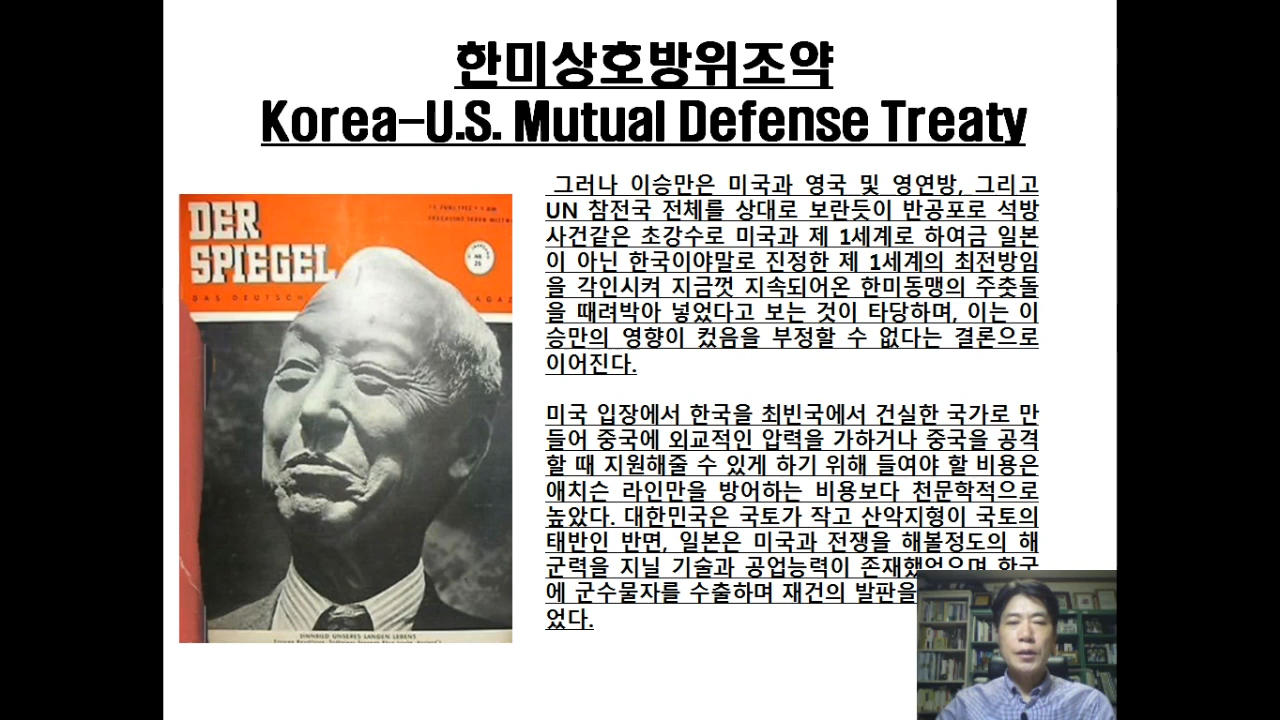 한미상호방위조약
Korea-U.S. Mutual Defense Treaty
그러나 이승만은 미국과 영국 및 영연방, 그리고
UN 참전국 전체를 상대로 보란듯이 반공포로 석방
사건같은 초강수로 미국과 제 1세계로 하여금 일본
이 아닌 한국이야말로 진정한 제 1세계의 최전방임
을 각인시켜 지금껏 지속되어온 한미동맹의 주춧돌
을 때려박아 넣었다고 보는 것이 타당하며, 이는 이
승만의 영향이 컸음을 부정할 수 없다는 결론으로
이어진다.
미국 입장에서 한국을 최빈국에서 건실한 국가로 만
들어 중국에 외교적인 압력을 가하거나 중국을 공격
할 때 지원해줄 수 있게 하기 위해 들여야 할 비용은
애치슨 라인만을 방어하는 비용보다 천문학적으로
높았다. 대한민국은 국토가 작고 산악지형이 국토의
태반인 반면, 일본은 미국과 전쟁을 해볼정도의 해
군력을 지닐 기술과 공업능력이 존재했었으며 한국
에 군수물자를 수출하며 재건의 발판을
었다.
DER
SPIEGEL
DAS DEUTSCH
AGAZ
SINNBILD UNSERES LANGEN LEBENS